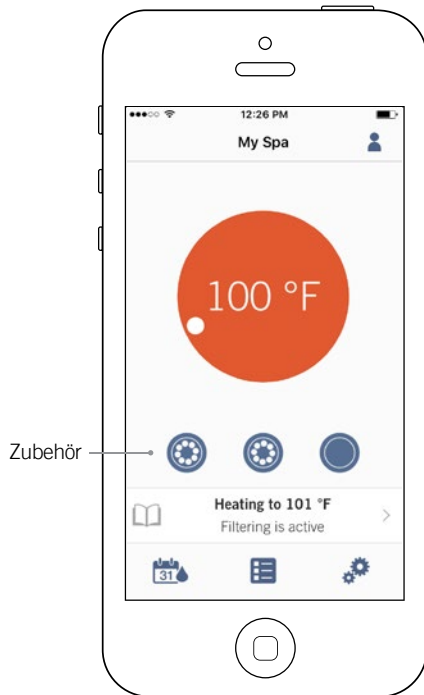 12:26 PM
My Spa
100 °F
Zubehör
Heating to 101 °F
Filtering is active
31